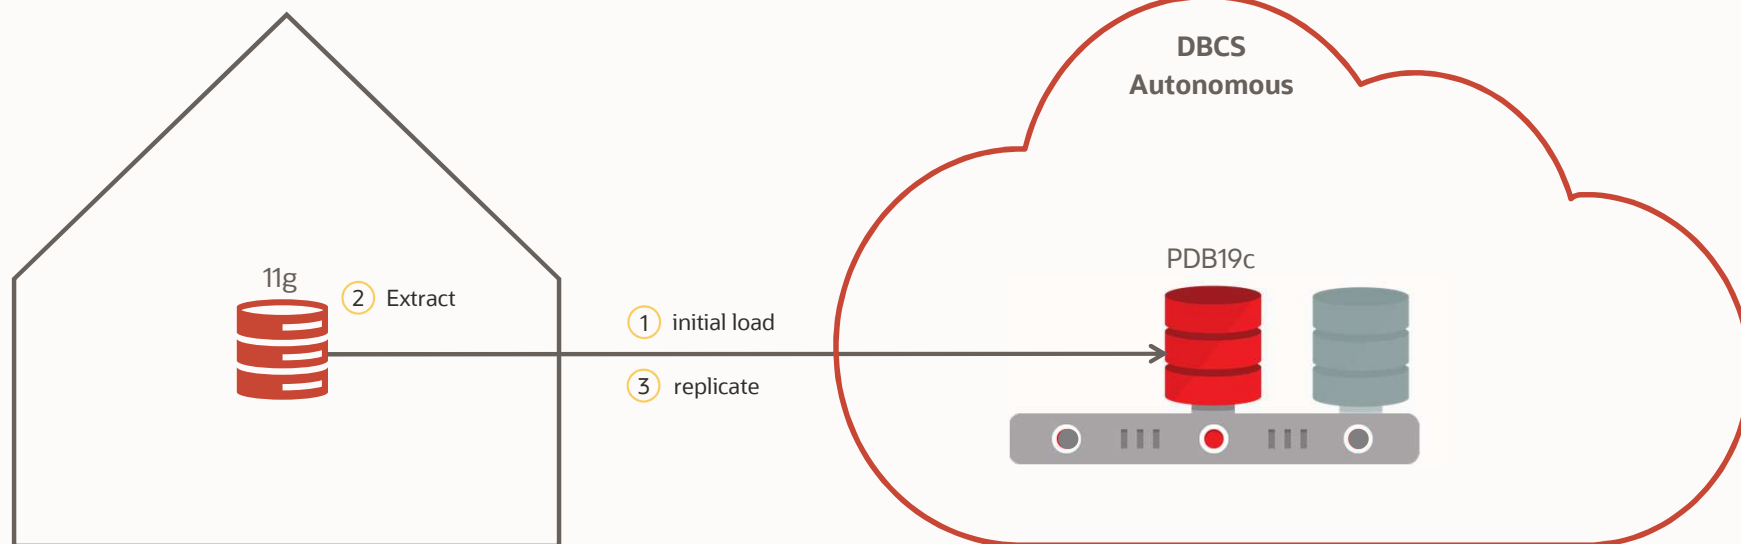 DBCS
Autonomous
11g
2 Extract
1 initial load
3 replicate
PDB19c